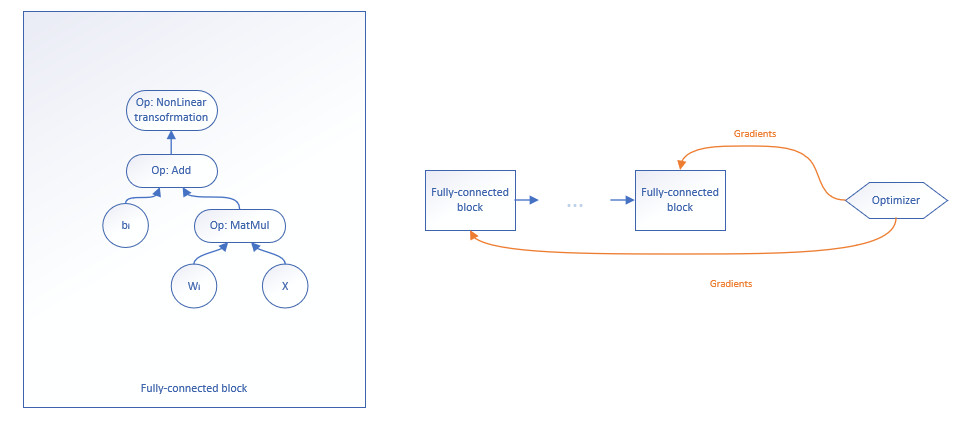 Op: NonLinear
transofrmation
Op: Add
bₗ
Op: MatMul
Wₗ
X
Fully-connected block
Gradients
Fully-connected
block
...
Fully-connected
block
Optimizer
Gradients